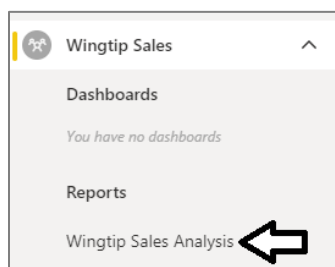 Wingtip Sales
Dashboards
You have no dashboards
Reports
Wingtip Sales Analysis